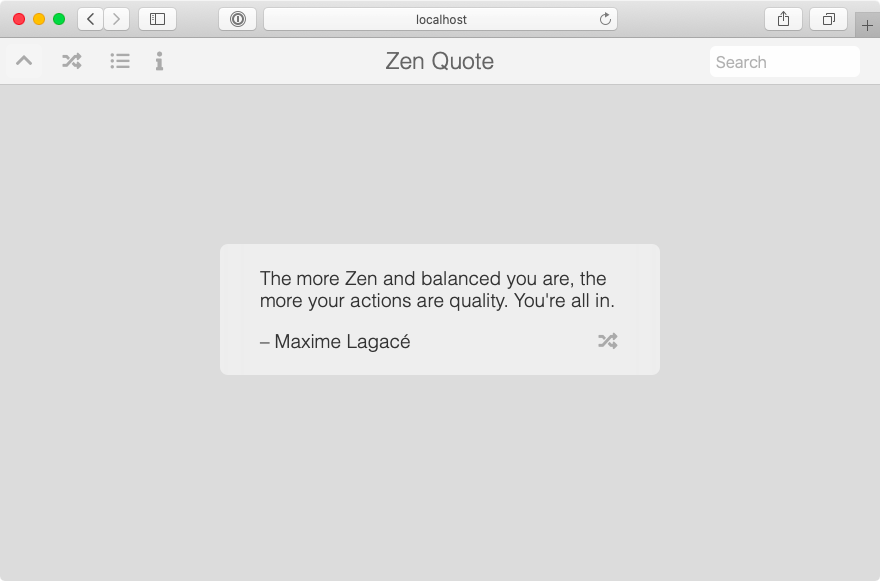 localhost
Zen Quote
Search
The more Zen and balanced you are, the
more your actions are quality. You're all in.
– Maxime Lagacé